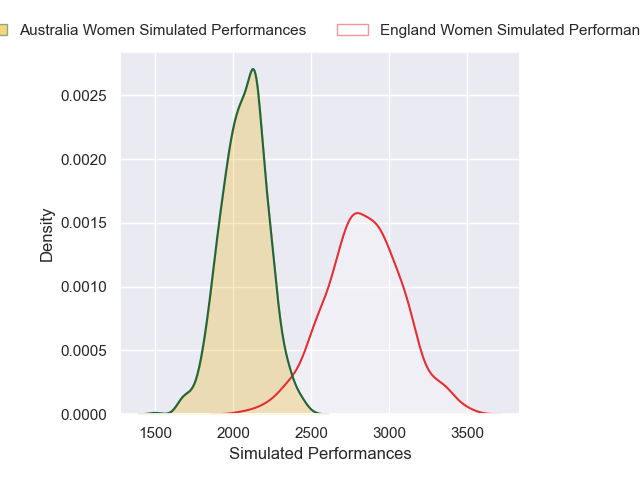 Australia Women Simulated Performances England Women Simulated Performan
0.0025
0.0020
0.0015
0.0010
0.0005
0.0000
Density
1500 2000 2500 3000 3500
Simulated Performances